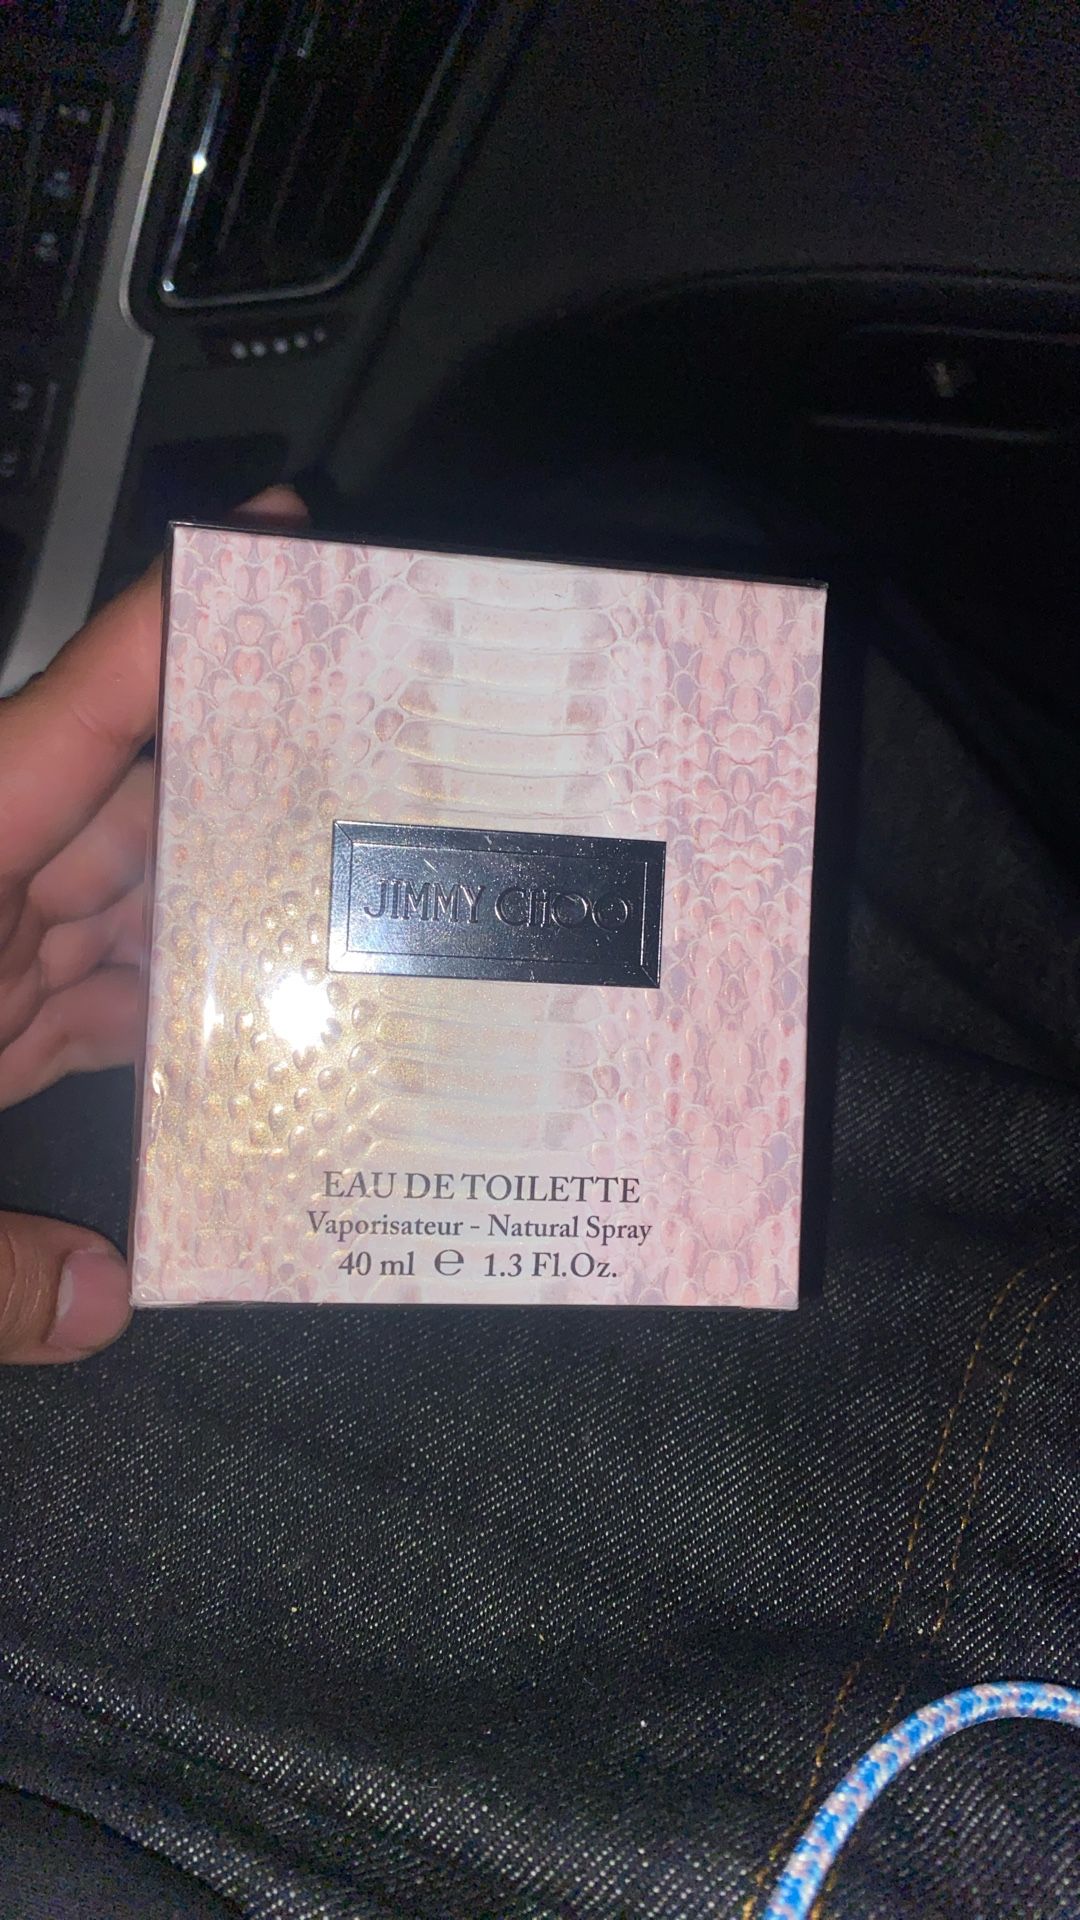 JIMMY CHOO
EAU DE TOILETTE
Vaporisateur - Natural Spray
40 ml ℮ 1.3 Fl.Oz.